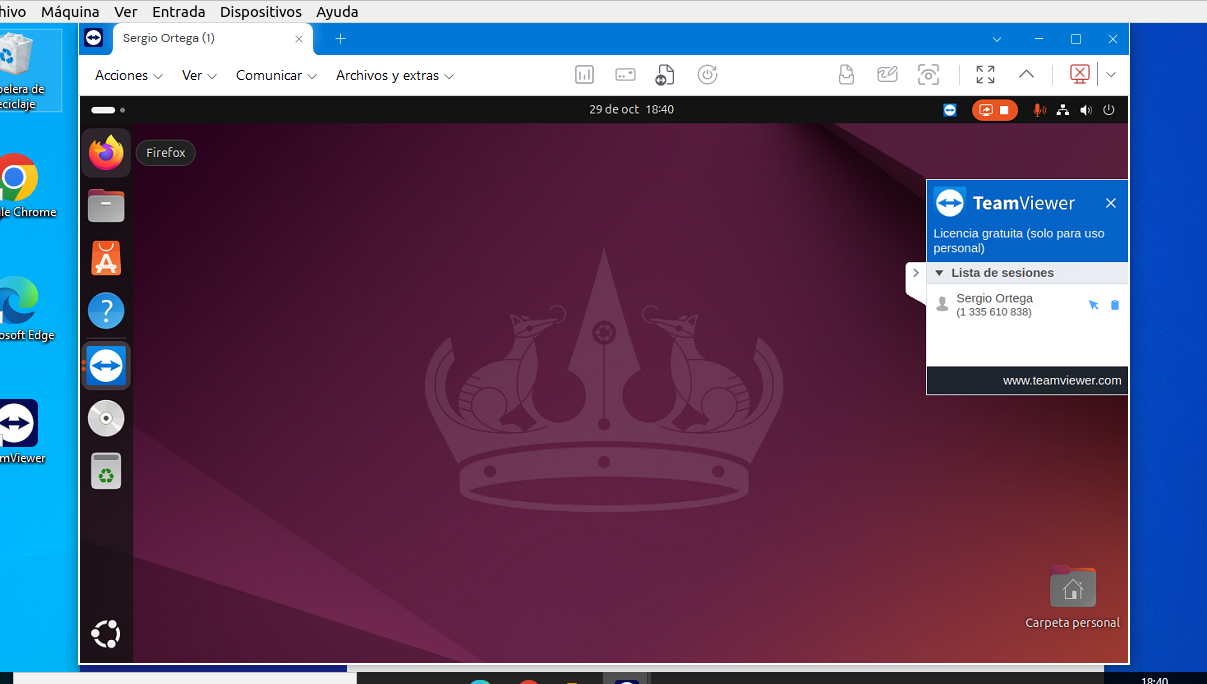 hivo Máquina Ver Entrada Dispositivos Ayuda
Sergio Ortega (1)
Acciones Ver Comunicar Archivos y extras
29 de oct 18:40
Firefox
TeamViewer
Licencia gratuita (solo para uso
personal)
Lista de sesiones
Sergio Ortega
(1 335 610 838)
www.teamviewer.com
Carpeta personal
pelera de
eciclaje
le Chrome
osoft Edge
mViewer
18:40